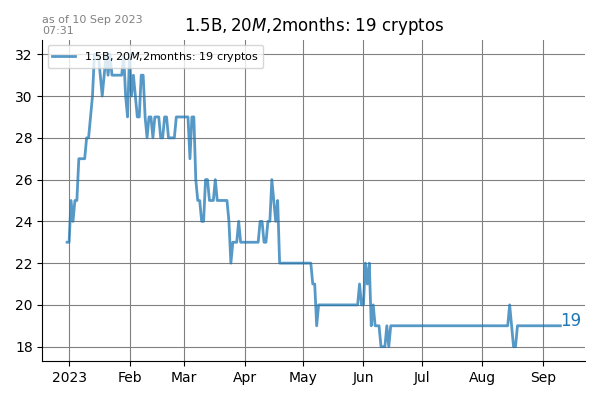 as of 10 Sep 2023
07:31
1.5B, 20M,2months: 19 cryptos
1.5B, 20M,2months: 19 cryptos
32
30
28
26
24
22
20
18
19
2023 Feb Mar Apr May Jun Jul Aug Sep